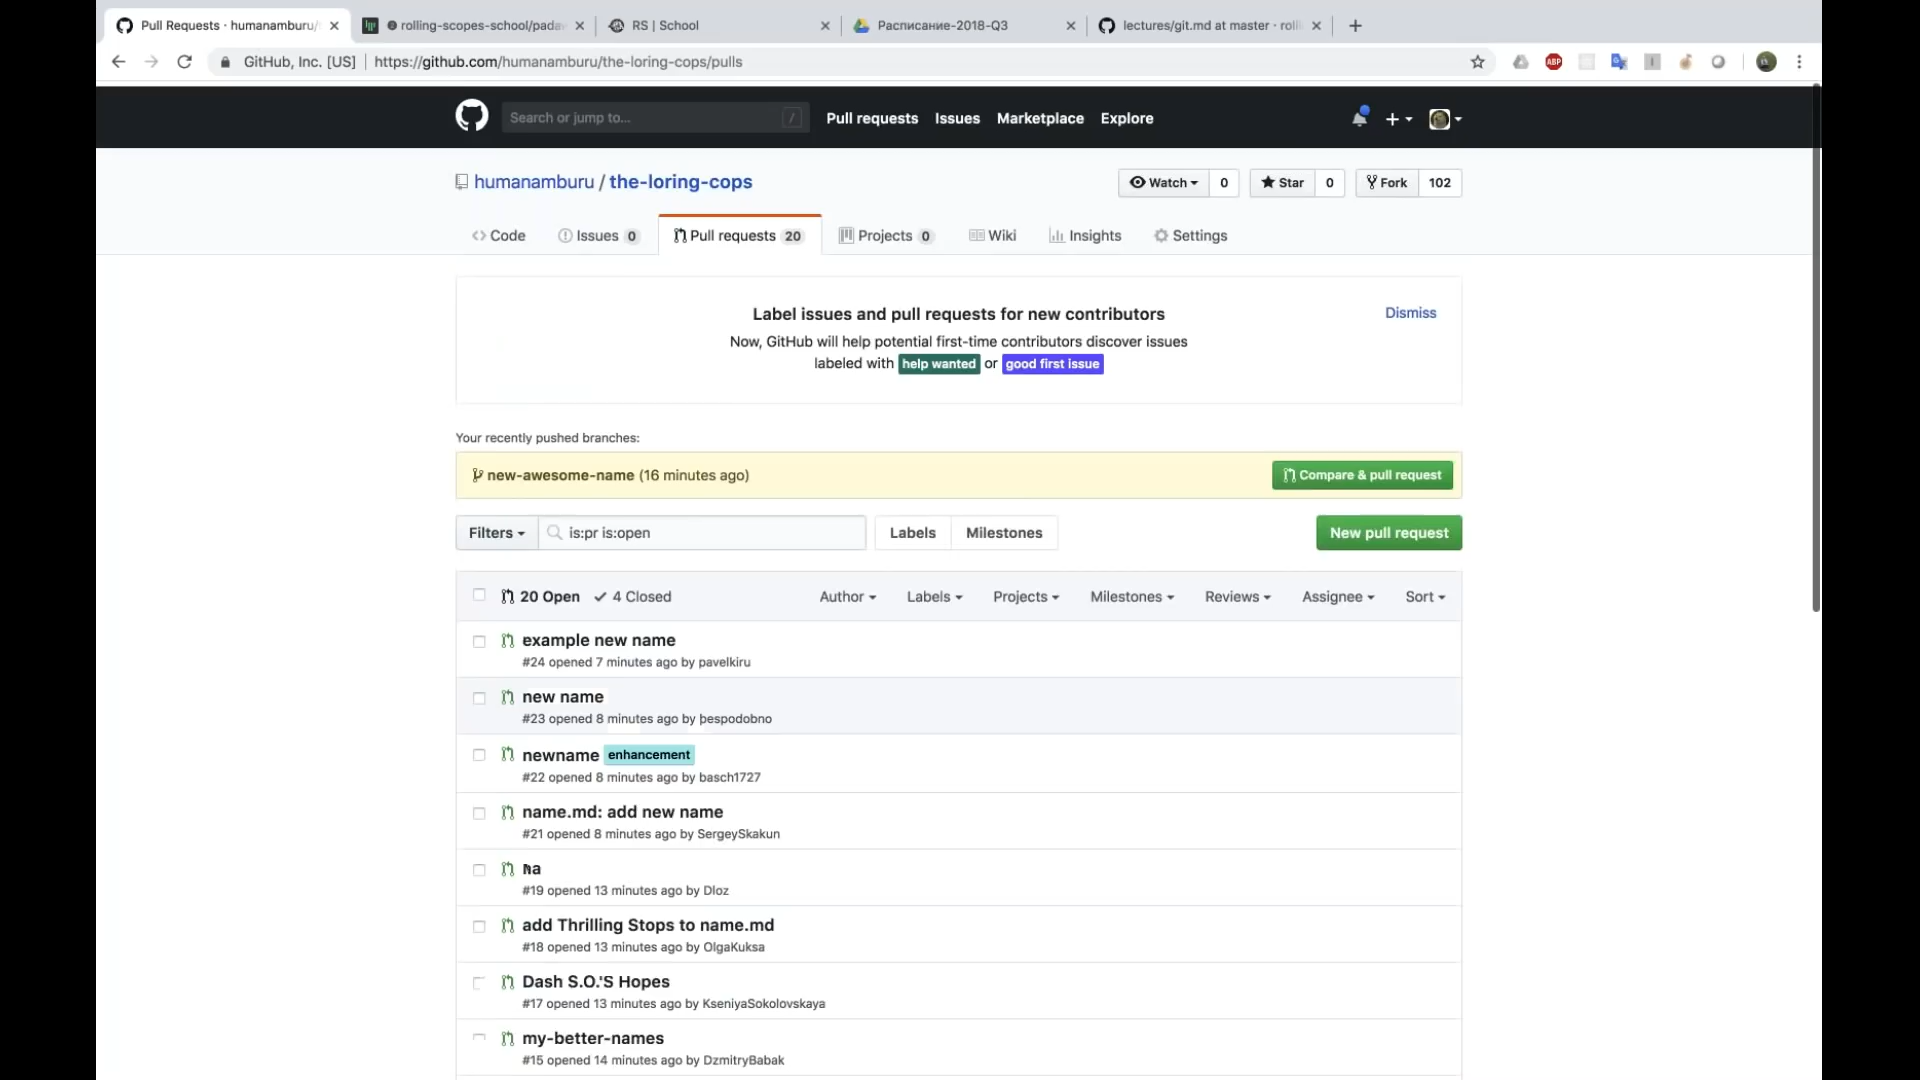 Pull Requests · humanamburu/
rolling-scopes-school/padav
RS | School
Расписание-2018-Q3
lectures/git.md at master · rolli
GitHub, Inc. [US] | https://github.com/humanamburu/the-loring-cops/pulls
ABP
Search or jump to... /
Pull requests Issues Marketplace Explore
humanamburu / the-loring-cops
Watch 0 Star 0 Fork 102
Code Issues 0 Pull requests 20 Projects 0 Wiki Insights Settings
Label issues and pull requests for new contributors
Dismiss
Now, GitHub will help potential first-time contributors discover issues
labeled with help wanted or good first issue
Your recently pushed branches:
new-awesome-name (16 minutes ago)
Compare & pull request
Filters is:pr is:open Labels Milestones New pull request
20 Open 4 Closed Author Labels Projects Milestones Reviews Assignee Sort
example new name
#24 opened 7 minutes ago by pavelkiru
new name
#23 opened 8 minutes ago by bespodobno
newname enhancement
#22 opened 8 minutes ago by basch1727
name.md: add new name
#21 opened 8 minutes ago by SergeySkakun
#19 opened 13 minutes ago by Dloz
add Thrilling Stops to name.md
#18 opened 13 minutes ago by OlgaKuksa
Dash S.O.'S Hopes
#17 opened 13 minutes ago by KseniyaSokolovskaya
my-better-names
#15 opened 14 minutes ago by DzmitryBabak